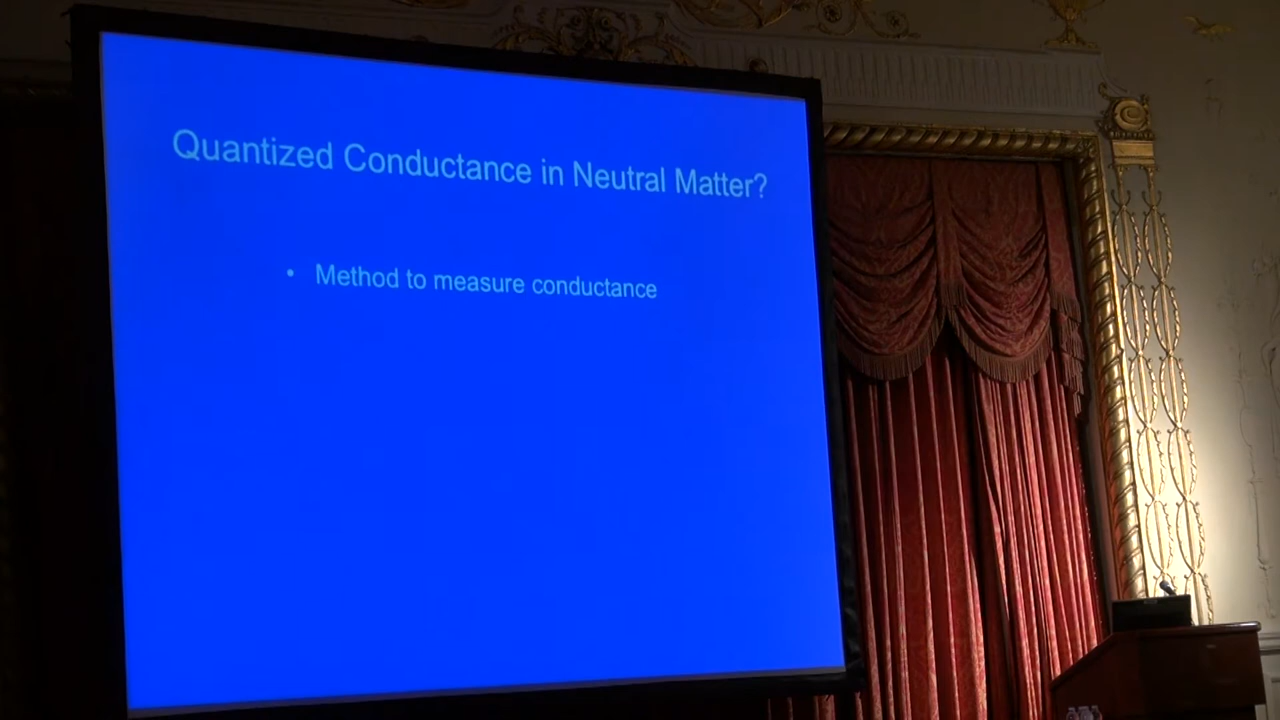 Quantized Conductance in Neutral Matter?
• Method to measure conductance